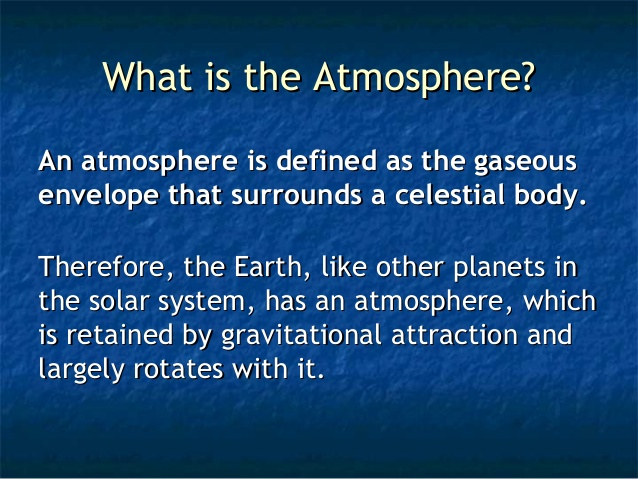 What is the Atmosphere?
An atmosphere is defined as the gaseous
envelope that surrounds a celestial body.
Therefore, the Earth, like other planets in
the solar system, has an atmosphere, which
is retained by gravitational attraction and
largely rotates with it.